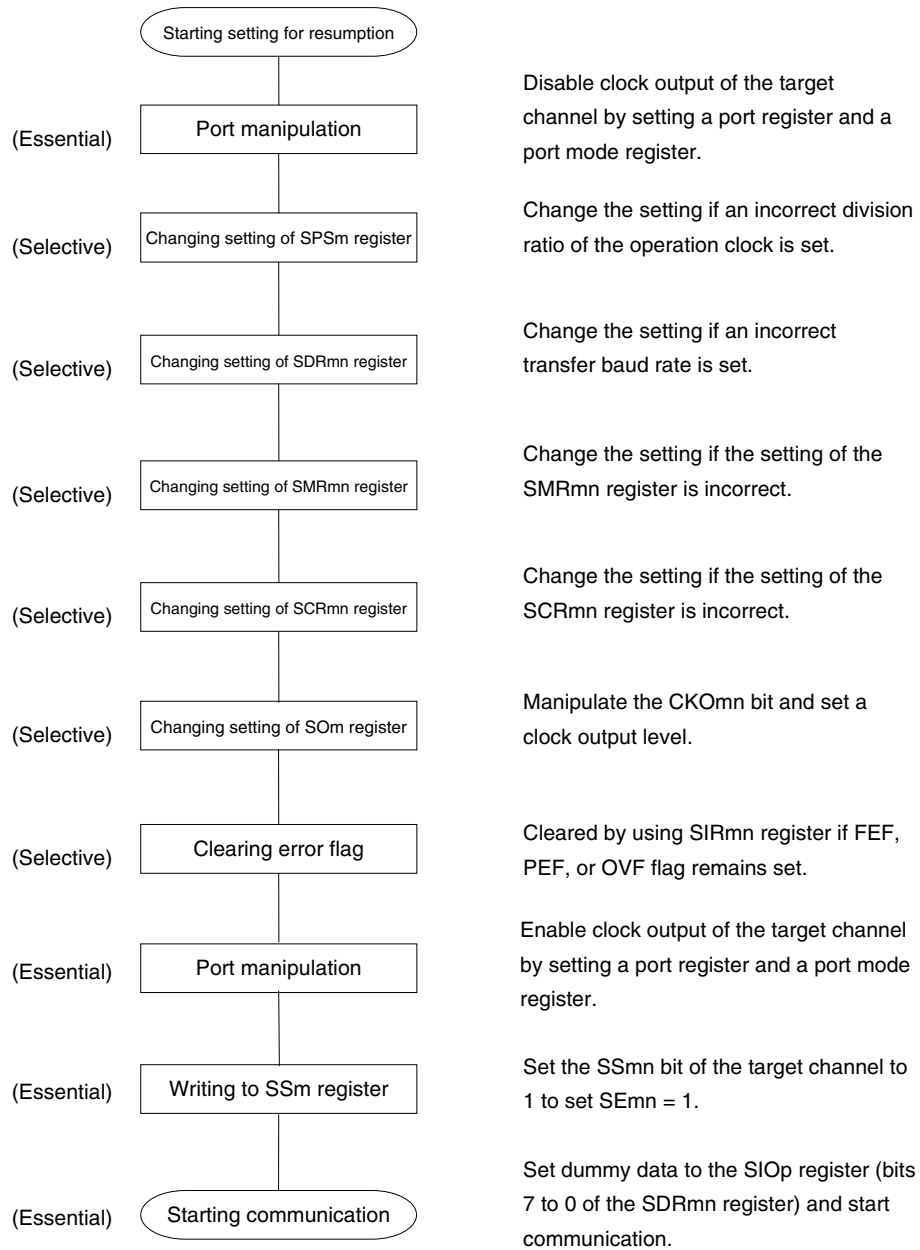 Starting setting for resumption
(Essential)
Port manipulation
Disable clock output of the target
channel by setting a port register and a
port mode register.
(Selective)
Changing setting of SPSm register
Change the setting if an incorrect division
ratio of the operation clock is set.
(Selective)
Changing setting of SDRmn register
Change the setting if an incorrect
transfer baud rate is set.
(Selective)
Changing setting of SMRmn register
Change the setting if the setting of the
SMRmn register is incorrect.
(Selective)
Changing setting of SCRmn register
Change the setting if the setting of the
SCRmn register is incorrect.
(Selective)
Changing setting of SOm register
Manipulate the CKOmn bit and set a
clock output level.
(Selective)
Clearing error flag
Cleared by using SIRmn register if FEF,
PEF, or OVF flag remains set.
(Essential)
Port manipulation
Enable clock output of the target channel
by setting a port register and a port mode
register.
(Essential)
Writing to SSm register
Set the SSmn bit of the target channel to
1 to set SEmn = 1.
(Essential)
Starting communication
Set dummy data to the SIOp register (bits
7 to 0 of the SDRmn register) and start
communication.